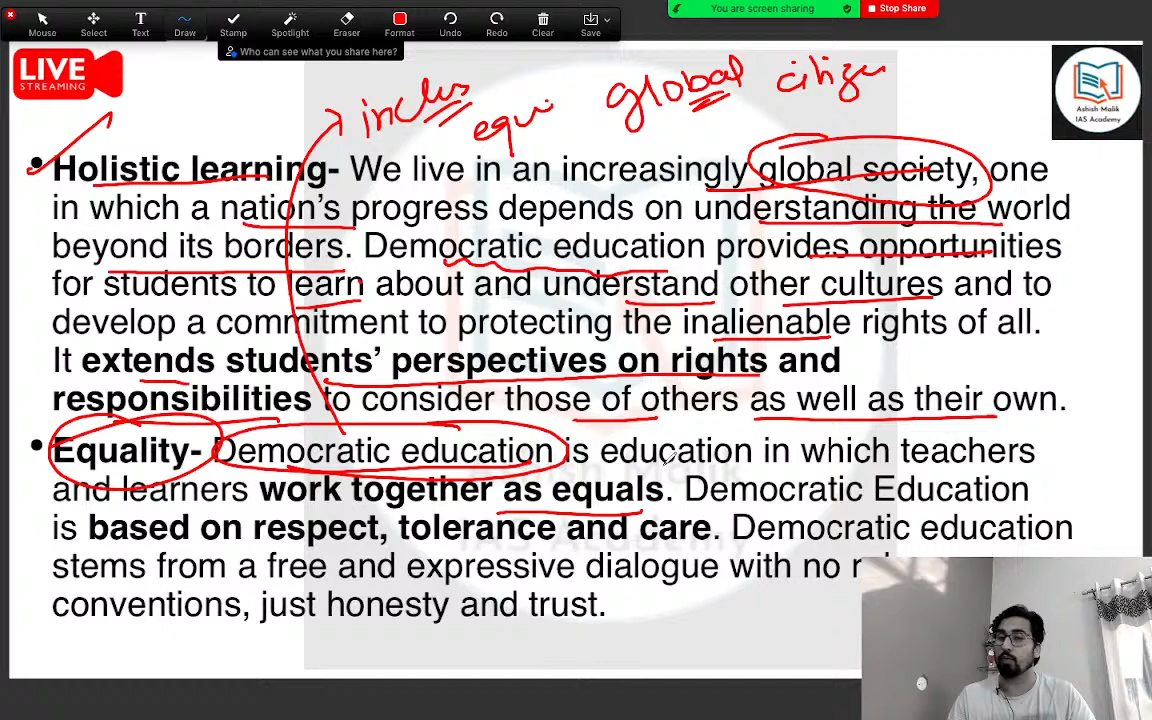 You are screen sharing
Stop Share
Mouse
Select
Text
Draw
Stamp
Spotlight
Eraser
Format
Undo
Redo
Clear
Save
Who can see what you share here?
LIVE
STREAMING
Ashish Malik
IAS Academy
inclus
equi
global citizen
• Holistic learning- We live in an increasingly global society, one
in which a nation's progress depends on understanding the world
beyond its borders. Democratic education provides opportunities
for students to learn about and understand other cultures and to
develop a commitment to protecting the inalienable rights of all.
It extends students' perspectives on rights and
responsibilities to consider those of others as well as their own.
• Equality- Democratic education is education in which teachers
and learners work together as equals. Democratic Education
is based on respect, tolerance and care. Democratic education
stems from a free and expressive dialogue with no
conventions, just honesty and trust.
IAS Academy